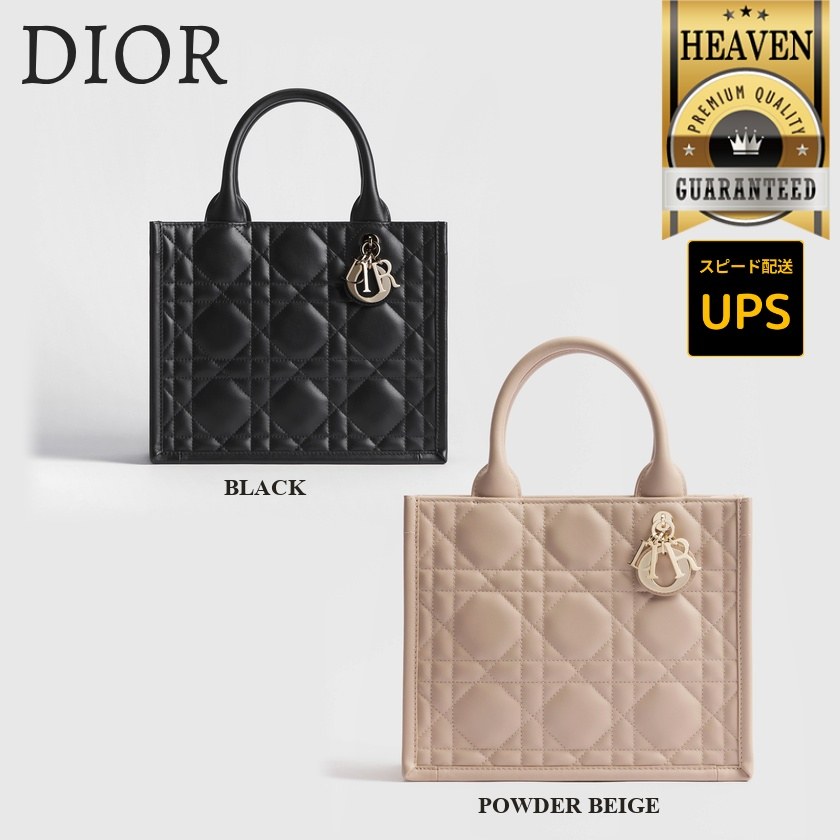 DIOR
HEAVEN
PREMIUM QUALITY
GUARANTEED
スピード配送
UPS
BLACK
POWDER BEIGE